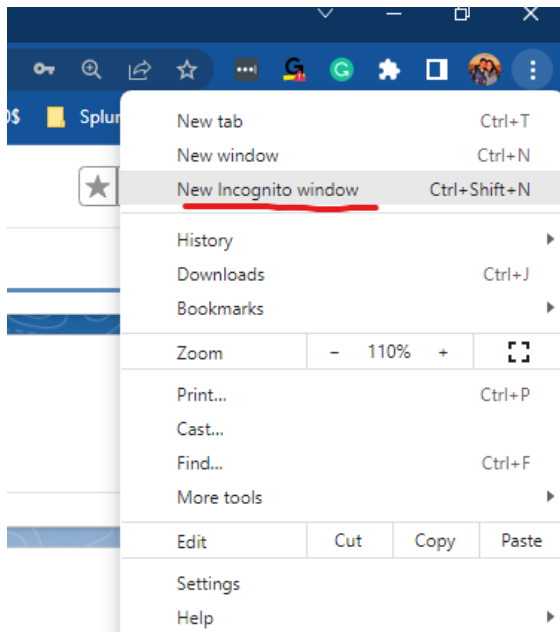 )$ Splur
New tab Ctrl+T
New window Ctrl+N
New Incognito window Ctrl+Shift+N
History
Downloads Ctrl+J
Bookmarks
Zoom - 110% +
Print... Ctrl+P
Cast...
Find... Ctrl+F
More tools
Edit Cut Copy Paste
Settings
Help